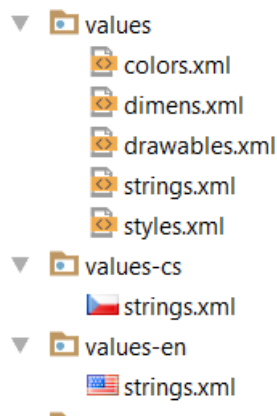 values
colors.xml
dimens.xml
drawables.xml
strings.xml
styles.xml
values-cs
strings.xml
values-en
strings.xml